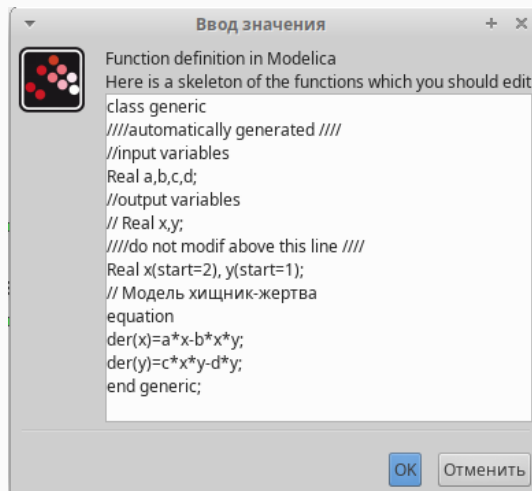 Ввод значения
Function definition in Modelica
Here is a skeleton of the functions which you should edit
class generic
////automatically generated ////
//input variables
Real a,b,c,d;
//output variables
// Real x,y;
////do not modif above this line ////
Real x(start=2), y(start=1);
// Модель хищник-жертва
equation
der(x)=a*x-b*x*y;
der(y)=c*x*y-d*y;
end generic;
OK
Отменить